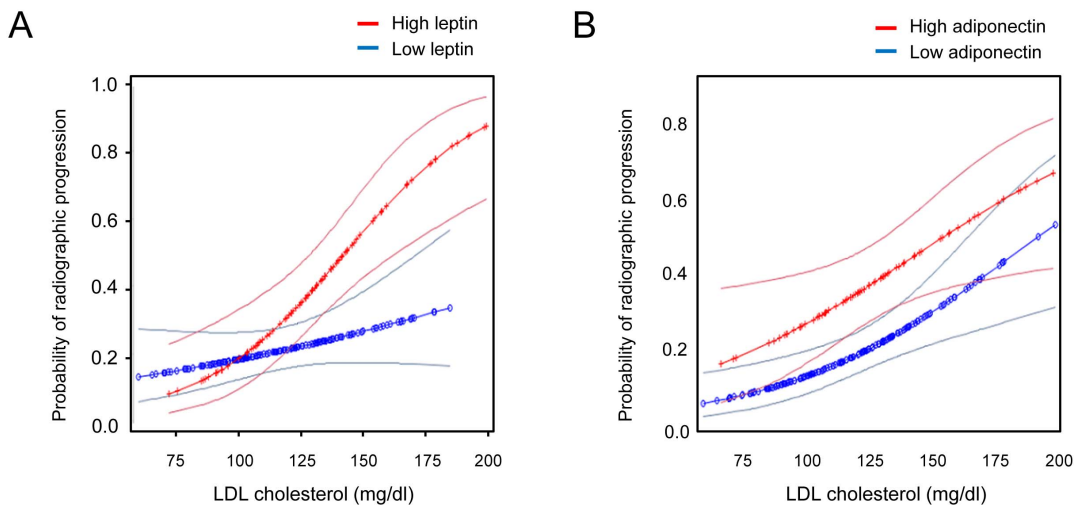 A
High leptin
Low leptin
Probability of radiographic progression
1.0
0.8
0.6
0.4
0.2
0.0
75 100 125 150 175 200
LDL cholesterol (mg/dl)
B
High adiponectin
Low adiponectin
Probability of radiographic progression
0.8
0.6
0.4
0.2
0.0
75 100 125 150 175 200
LDL cholesterol (mg/dl)